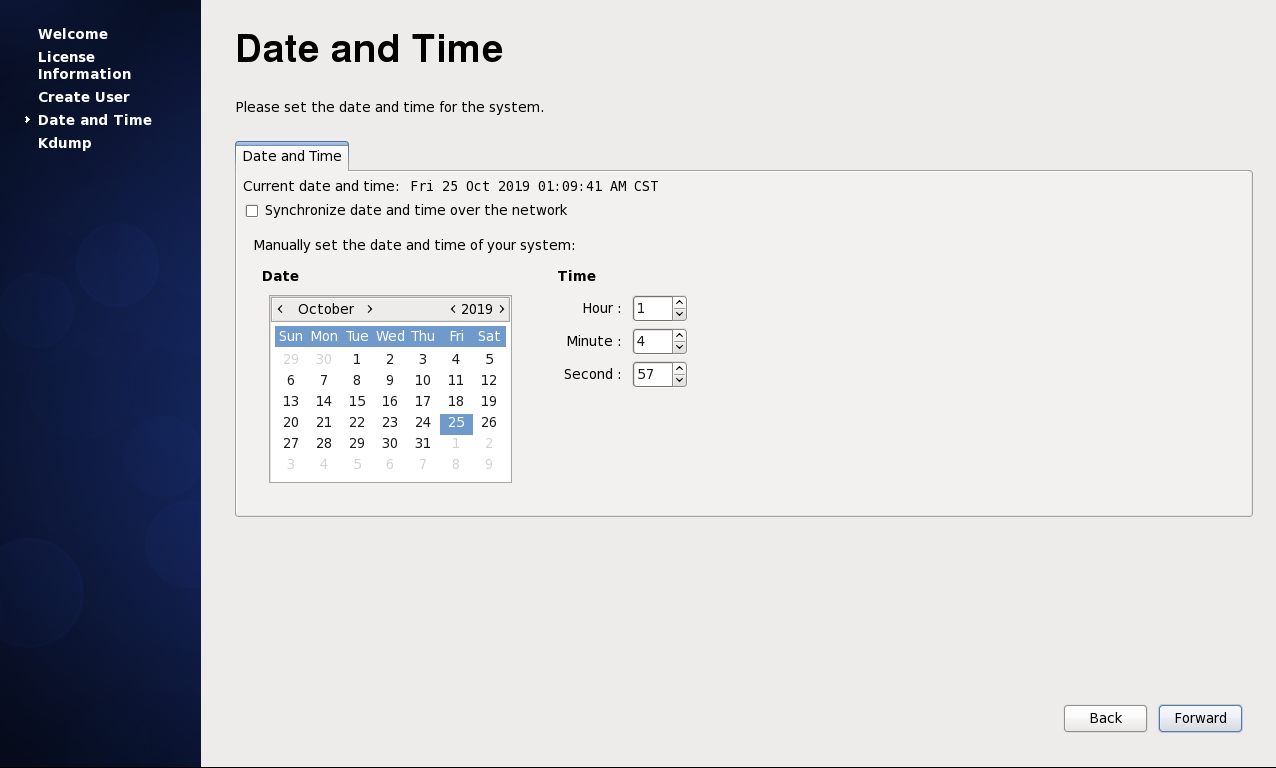 Welcome
License
Information
Create User
Date and Time
Kdump
Date and Time
Please set the date and time for the system.
Date and Time
Current date and time: Fri 25 Oct 2019 01:09:41 AM CST
Synchronize date and time over the network
Manually set the date and time of your system:
Date
October 2019
Sun Mon Tue Wed Thu Fri Sat
29 30 1 2 3 4 5
6 7 8 9 10 11 12
13 14 15 16 17 18 19
20 21 22 23 24 25 26
27 28 29 30 31 1 2
3 4 5 6 7 8 9
Time
Hour : 1
Minute : 4
Second : 57
Back Forward